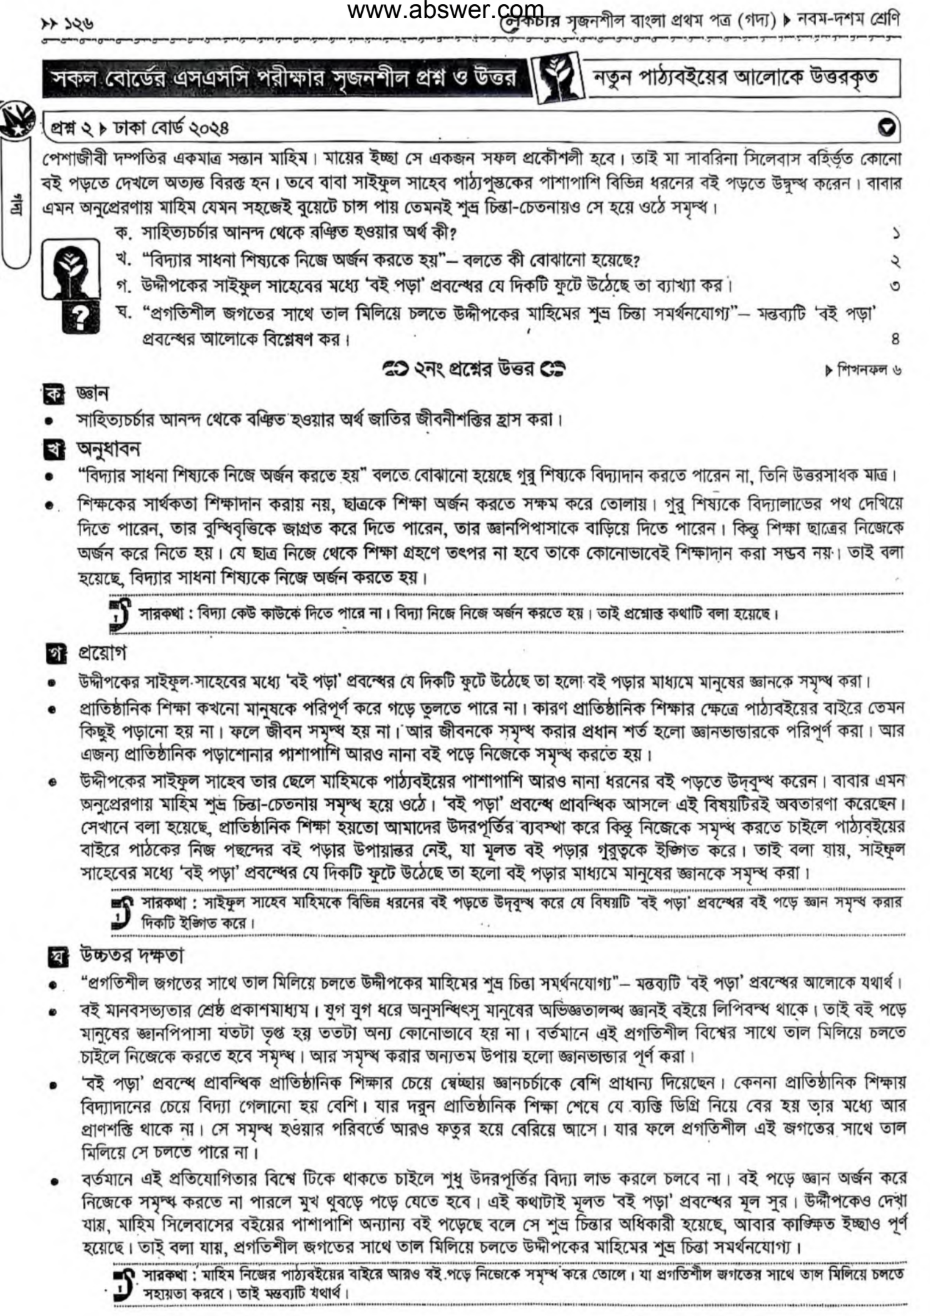 www.abswer.com
›› ১২৬
লেকচার সৃজনশীল বাংলা প্রথম পত্র (গদ্য) ▶ নবম-দশম শ্রেণি
সকল বোর্ডের এসএসসি পরীক্ষার সৃজনশীল প্রশ্ন ও উত্তর
নতুন পাঠ্যবইয়ের আলোকে উত্তরকৃত
প্রশ্ন ২ ▶ ঢাকা বোর্ড ২০২৪
গদ্য
পেশাজীবী দম্পতির একমাত্র সন্তান মাহিম। মায়ের ইচ্ছা সে একজন সফল প্রকৌশলী হবে। তাই মা সাবরিনা সিলেবাস বহির্ভূত কোনো
বই পড়তে দেখলে অত্যন্ত বিরক্ত হন। তবে বাবা সাইফুল সাহেব পাঠ্যপুস্তকের পাশাপাশি বিভিন্ন ধরনের বই পড়তে উদ্বুদ্ধ করেন। বাবার
এমন অনুপ্রেরণায় মাহিম যেমন সহজেই বুয়েটে চান্স পায় তেমনই শুভ্র চিন্তা-চেতনায়ও সে হয়ে ওঠে সমৃদ্ধ।
ক. সাহিত্যচর্চার আনন্দ থেকে বঞ্চিত হওয়ার অর্থ কী? ১
খ. “বিদ্যার সাধনা শিষ্যকে নিজে অর্জন করতে হয়”– বলতে কী বোঝানো হয়েছে? ২
গ. উদ্দীপকের সাইফুল সাহেবের মধ্যে ‘বই পড়া’ প্রবন্ধের যে দিকটি ফুটে উঠেছে তা ব্যাখ্যা কর। ৩
ঘ. “প্রগতিশীল জগতের সাথে তাল মিলিয়ে চলতে উদ্দীপকের মাহিমের শুভ্র চিন্তা সমর্থনযোগ্য”– মন্তব্যটি ‘বই পড়া’
প্রবন্ধের আলোকে বিশ্লেষণ কর। ৪
২নং প্রশ্নের উত্তর
▶ শিখনফল ৬
ক জ্ঞান
● সাহিত্যচর্চার আনন্দ থেকে বঞ্চিত হওয়ার অর্থ জাতির জীবনীশক্তির হ্রাস করা।
খ অনুধাবন
● “বিদ্যার সাধনা শিষ্যকে নিজে অর্জন করতে হয়” বলতে বোঝানো হয়েছে গুরু শিষ্যকে বিদ্যাদান করতে পারেন না, তিনি উত্তরসাধক মাত্র।
● শিক্ষকের সার্থকতা শিক্ষাদান করায় নয়, ছাত্রকে শিক্ষা অর্জন করতে সক্ষম করে তোলায়। গুরু শিষ্যকে বিদ্যালাভের পথ দেখিয়ে
দিতে পারেন, তার বুদ্ধিবৃত্তিকে জাগ্রত করে দিতে পারেন, তার জ্ঞানপিপাসাকে বাড়িয়ে দিতে পারেন। কিন্তু শিক্ষা ছাত্রের নিজেকে
অর্জন করে নিতে হয়। যে ছাত্র নিজে থেকে শিক্ষা গ্রহণে তৎপর না হবে তাকে কোনোভাবেই শিক্ষাদান করা সম্ভব নয়। তাই বলা
হয়েছে, বিদ্যার সাধনা শিষ্যকে নিজে অর্জন করতে হয়।
সারকথা : বিদ্যা কেউ কাউকে দিতে পারে না। বিদ্যা নিজে নিজে অর্জন করতে হয়। তাই প্রশ্নোক্ত কথাটি বলা হয়েছে।
গ প্রয়োগ
● উদ্দীপকের সাইফুল সাহেবের মধ্যে ‘বই পড়া’ প্রবন্ধের যে দিকটি ফুটে উঠেছে তা হলো বই পড়ার মাধ্যমে মানুষের জ্ঞানকে সমৃদ্ধ করা।
● প্রাতিষ্ঠানিক শিক্ষা কখনো মানুষকে পরিপূর্ণ করে গড়ে তুলতে পারে না। কারণ প্রাতিষ্ঠানিক শিক্ষার ক্ষেত্রে পাঠ্যবইয়ের বাইরে তেমন
কিছুই পড়ানো হয় না। ফলে জীবন সমৃদ্ধ হয় না। আর জীবনকে সমৃদ্ধ করার প্রধান শর্ত হলো জ্ঞানভান্ডারকে পরিপূর্ণ করা। আর
এজন্য প্রাতিষ্ঠানিক পড়াশোনার পাশাপাশি আরও নানা বই পড়ে নিজেকে সমৃদ্ধ করতে হয়।
● উদ্দীপকের সাইফুল সাহেব তার ছেলে মাহিমকে পাঠ্যবইয়ের পাশাপাশি আরও নানা ধরনের বই পড়তে উদ্‌বুদ্ধ করেন। বাবার এমন
অনুপ্রেরণায় মাহিম শুভ্র চিন্তা-চেতনায় সমৃদ্ধ হয়ে ওঠে। ‘বই পড়া’ প্রবন্ধে প্রাবন্ধিক আসলে এই বিষয়টিরই অবতারণা করেছেন।
সেখানে বলা হয়েছে, প্রাতিষ্ঠানিক শিক্ষা হয়তো আমাদের উদরপূর্তির ব্যবস্থা করে কিন্তু নিজেকে সমৃদ্ধ করতে চাইলে পাঠ্যবইয়ের
বাইরে পাঠকের নিজ পছন্দের বই পড়ার উপায়ান্তর নেই, যা মূলত বই পড়ার গুরুত্বকে ইঙ্গিত করে। তাই বলা যায়, সাইফুল
সাহেবের মধ্যে ‘বই পড়া’ প্রবন্ধের যে দিকটি ফুটে উঠেছে তা হলো বই পড়ার মাধ্যমে মানুষের জ্ঞানকে সমৃদ্ধ করা।
সারকথা : সাইফুল সাহেব মাহিমকে বিভিন্ন ধরনের বই পড়তে উদ্‌বুদ্ধ করে যে বিষয়টি ‘বই পড়া’ প্রবন্ধের বই পড়ে জ্ঞান সমৃদ্ধ করার
দিকটি ইঙ্গিত করে।
ঘ উচ্চতর দক্ষতা
● “প্রগতিশীল জগতের সাথে তাল মিলিয়ে চলতে উদ্দীপকের মাহিমের শুভ্র চিন্তা সমর্থনযোগ্য”– মন্তব্যটি ‘বই পড়া’ প্রবন্ধের আলোকে যথার্থ।
● বই মানবসভ্যতার শ্রেষ্ঠ প্রকাশমাধ্যম। যুগ যুগ ধরে অনুসন্ধিৎসু মানুষের অভিজ্ঞতালব্ধ জ্ঞানই বইয়ে লিপিবদ্ধ থাকে। তাই বই পড়ে
মানুষের জ্ঞানপিপাসা যতটা তৃপ্ত হয় ততটা অন্য কোনোভাবে হয় না। বর্তমানে এই প্রগতিশীল বিশ্বের সাথে তাল মিলিয়ে চলতে
চাইলে নিজেকে করতে হবে সমৃদ্ধ। আর সমৃদ্ধ করার অন্যতম উপায় হলো জ্ঞানভান্ডার পূর্ণ করা।
● ‘বই পড়া’ প্রবন্ধে প্রাবন্ধিক প্রাতিষ্ঠানিক শিক্ষার চেয়ে স্বেচ্ছায় জ্ঞানচর্চাকে বেশি প্রাধান্য দিয়েছেন। কেননা প্রাতিষ্ঠানিক শিক্ষায়
বিদ্যাদানের চেয়ে বিদ্যা গেলানো হয় বেশি। যার দরুন প্রাতিষ্ঠানিক শিক্ষা শেষে যে ব্যক্তি ডিগ্রি নিয়ে বের হয় তার মধ্যে আর
প্রাণশক্তি থাকে না। সে সমৃদ্ধ হওয়ার পরিবর্তে আরও ফতুর হয়ে বেরিয়ে আসে। যার ফলে প্রগতিশীল এই জগতের সাথে তাল
মিলিয়ে সে চলতে পারে না।
● বর্তমানে এই প্রতিযোগিতার বিশ্বে টিকে থাকতে চাইলে শুধু উদরপূর্তির বিদ্যা লাভ করলে চলবে না। বই পড়ে জ্ঞান অর্জন করে
নিজেকে সমৃদ্ধ করতে না পারলে মুখ থুবড়ে পড়ে যেতে হবে। এই কথাটাই মূলত ‘বই পড়া’ প্রবন্ধের মূল সুর। উদ্দীপকেও দেখা
যায়, মাহিম সিলেবাসের বইয়ের পাশাপাশি অন্যান্য বই পড়েছে বলে সে শুভ্র চিন্তার অধিকারী হয়েছে, আবার কাঙ্ক্ষিত ইচ্ছাও পূর্ণ
হয়েছে। তাই বলা যায়, প্রগতিশীল জগতের সাথে তাল মিলিয়ে চলতে উদ্দীপকের মাহিমের শুভ্র চিন্তা সমর্থনযোগ্য।
সারকথা : মাহিম নিজের পাঠ্যবইয়ের বাইরে আরও বই পড়ে নিজেকে সমৃদ্ধ করে তোলে। যা প্রগতিশীল জগতের সাথে তাল মিলিয়ে চলতে
সহায়তা করবে। তাই মন্তব্যটি যথার্থ।